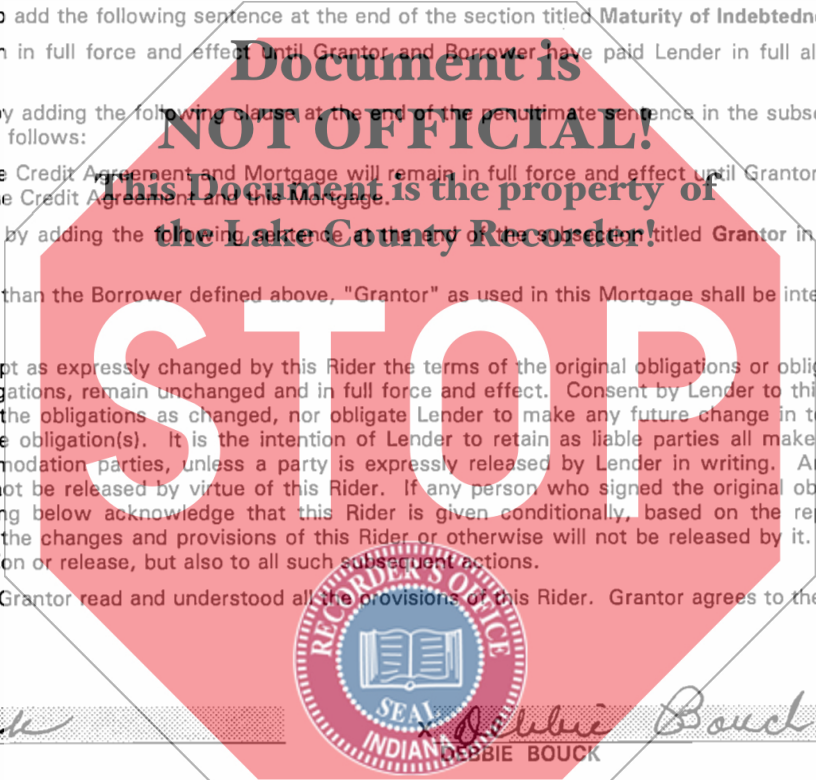 add the following sentence at the end of the section titled Maturity of Indebtedn
in full force and effect until Grantor and Borrower have paid Lender in full al
Document is
y adding the following clause at the end of the penultimate sentence in the subse
NOT OFFICIAL!
follows:
e Credit Agreement and Mortgage will remain in full force and effect until Grantor
This Document is the property of
e Credit Agreement and this Mortgage.
by adding the following sentence at the end of the subsection titled Grantor in
the Lake County Recorder!
than the Borrower defined above, "Grantor" as used in this Mortgage shall be inte
STOP
pt as expressly changed by this Rider the terms of the original obligations or oblig
gations, remain unchanged and in full force and effect. Consent by Lender to thi
the obligations as changed, nor obligate Lender to make any future change in t
e obligation(s). It is the intention of Lender to retain as liable parties all make
modation parties, unless a party is expressly released by Lender in writing. A
ot be released by virtue of this Rider. If any person who signed the original ob
ng below acknowledge that this Rider is given conditionally, based on the rep
the changes and provisions of this Rider or otherwise will not be released by it.
on or release, but also to all such subsequent actions.
Grantor read and understood all the provisions of this Rider. Grantor agrees to the
RECORDER'S OFFICE
SEAL
INDIANA
x Debbie Bouck
DEBBIE BOUCK